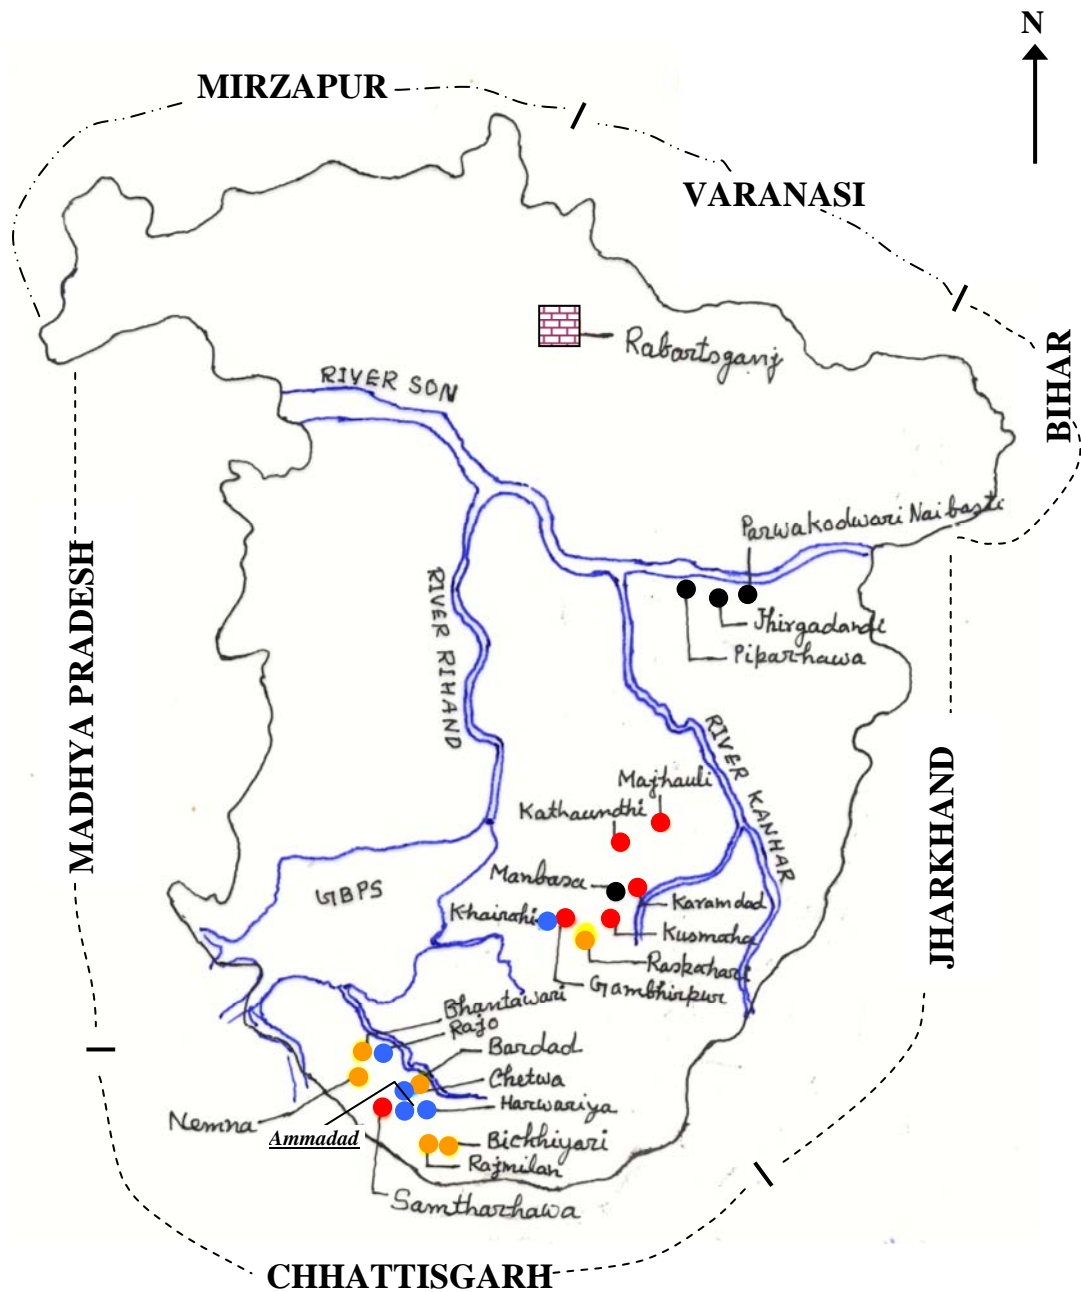 N
MIRZAPUR
VARANASI
BIHAR
Rabartsganj
RIVER SON
Parwakodwari Naibasti
Jhirgadandi
Piparhawa
RIVER RIHAND
MADHYA PRADESH
RIVER KANHAR
JHARKHAND
Majhauli
Kathaundhi
Manbasa
Karamdad
GBPS
Khairahi
Kusmaha
Raspahari
Gambhirpur
Bhantawari
Rajo
Bardad
Chetwa
Harwariya
Nemna
Ammadad
Bichhiyari
Rajmilan
Samtharhawa
CHHATTISGARH